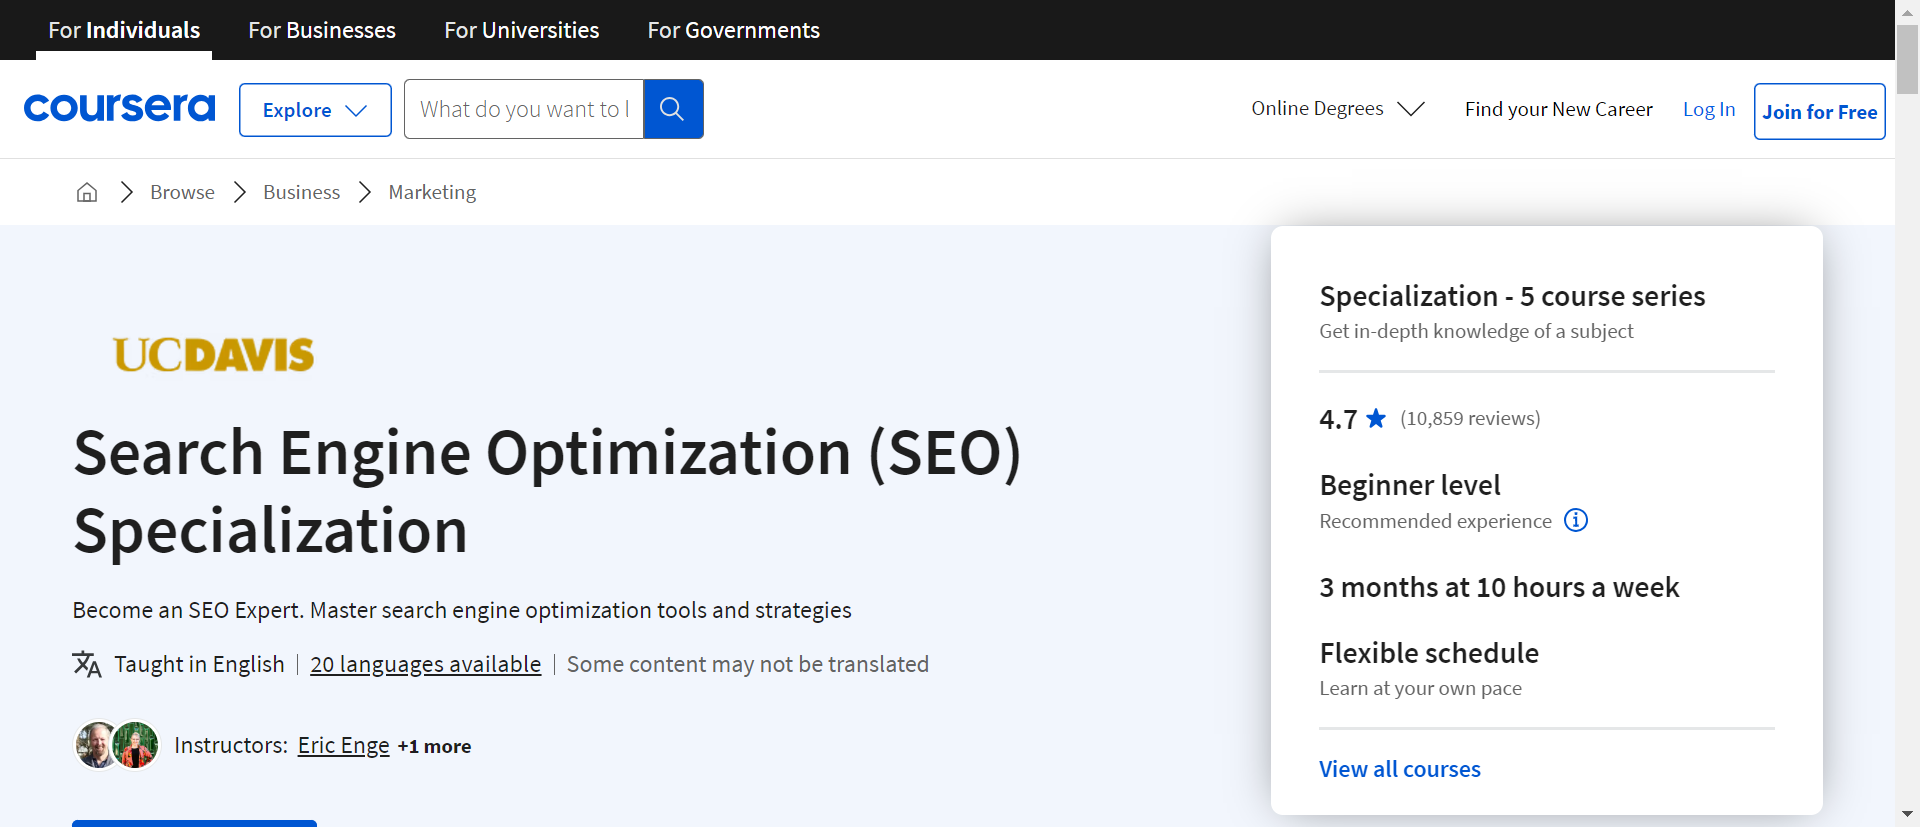 For Individuals For Businesses For Universities For Governments
coursera Explore What do you want to l Online Degrees Find your New Career Log In Join for Free
Browse Business Marketing
UCDAVIS
Search Engine Optimization (SEO)
Specialization
Become an SEO Expert. Master search engine optimization tools and strategies
Taught in English | 20 languages available | Some content may not be translated
Instructors: Eric Enge +1 more
Specialization - 5 course series
Get in-depth knowledge of a subject
4.7 (10,859 reviews)
Beginner level
Recommended experience
3 months at 10 hours a week
Flexible schedule
Learn at your own pace
View all courses